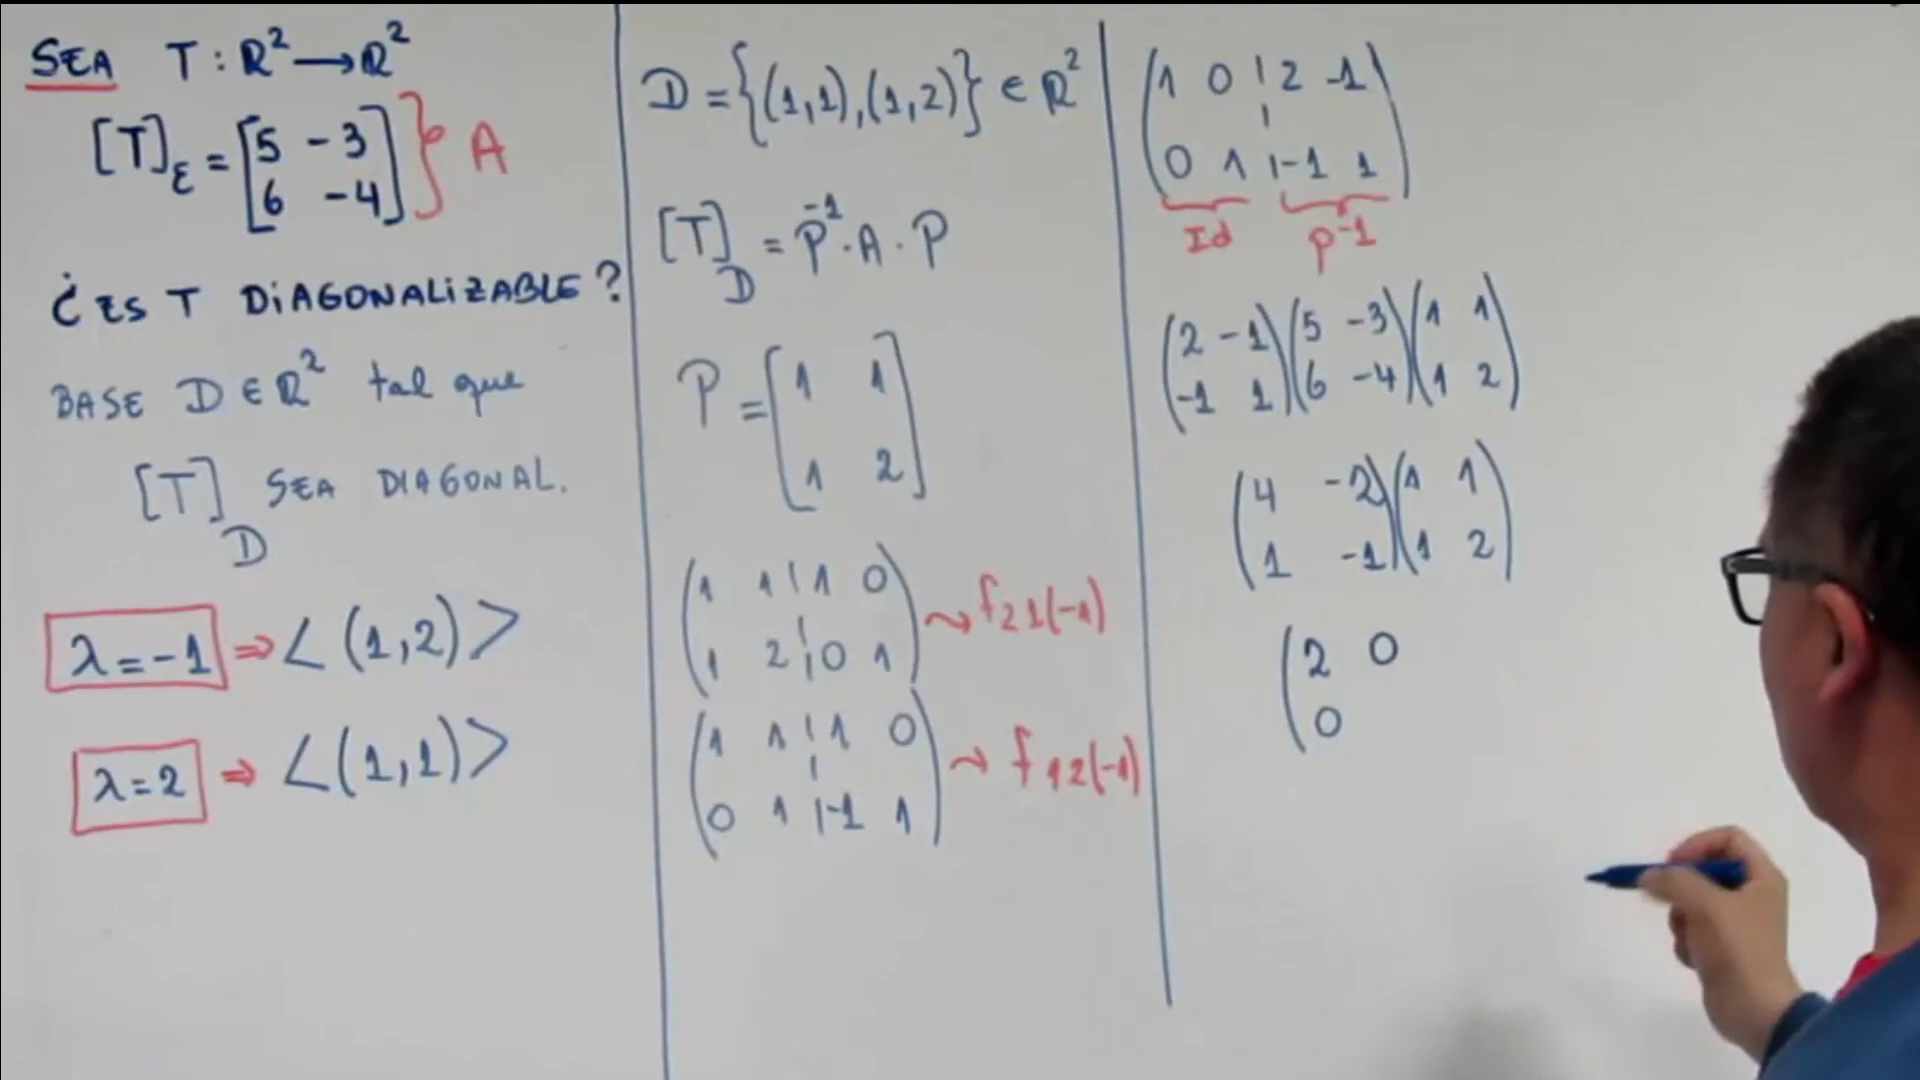 SEA T : R² → R²
[T]ε = [5 -3
6 -4] } A
¿ES T DIAGONALIZABLE?
BASE D ∈ R² tal que
[T]D SEA DIAGONAL.
λ = -1 ⇒ < (1,2) >
λ = 2 ⇒ < (1,1) >
D = {(1,1),(1,2)} ∈ R²
[T]D = P⁻¹ · A · P
P = [1 1
1 2]
(1 1 ¦ 1 0
1 2 ¦ 0 1) ⇝ f21(-1)
(1 1 ¦ 1 0
0 1 ¦ -1 1) ⇝ f12(-1)
(1 0 ¦ 2 -1
0 1 ¦ -1 1)
Id P⁻¹
(2 -1) (5 -3) (1 1)
(-1 1) (6 -4) (1 2)
(4 -2) (1 1)
(1 -1) (1 2)
(2 0
0